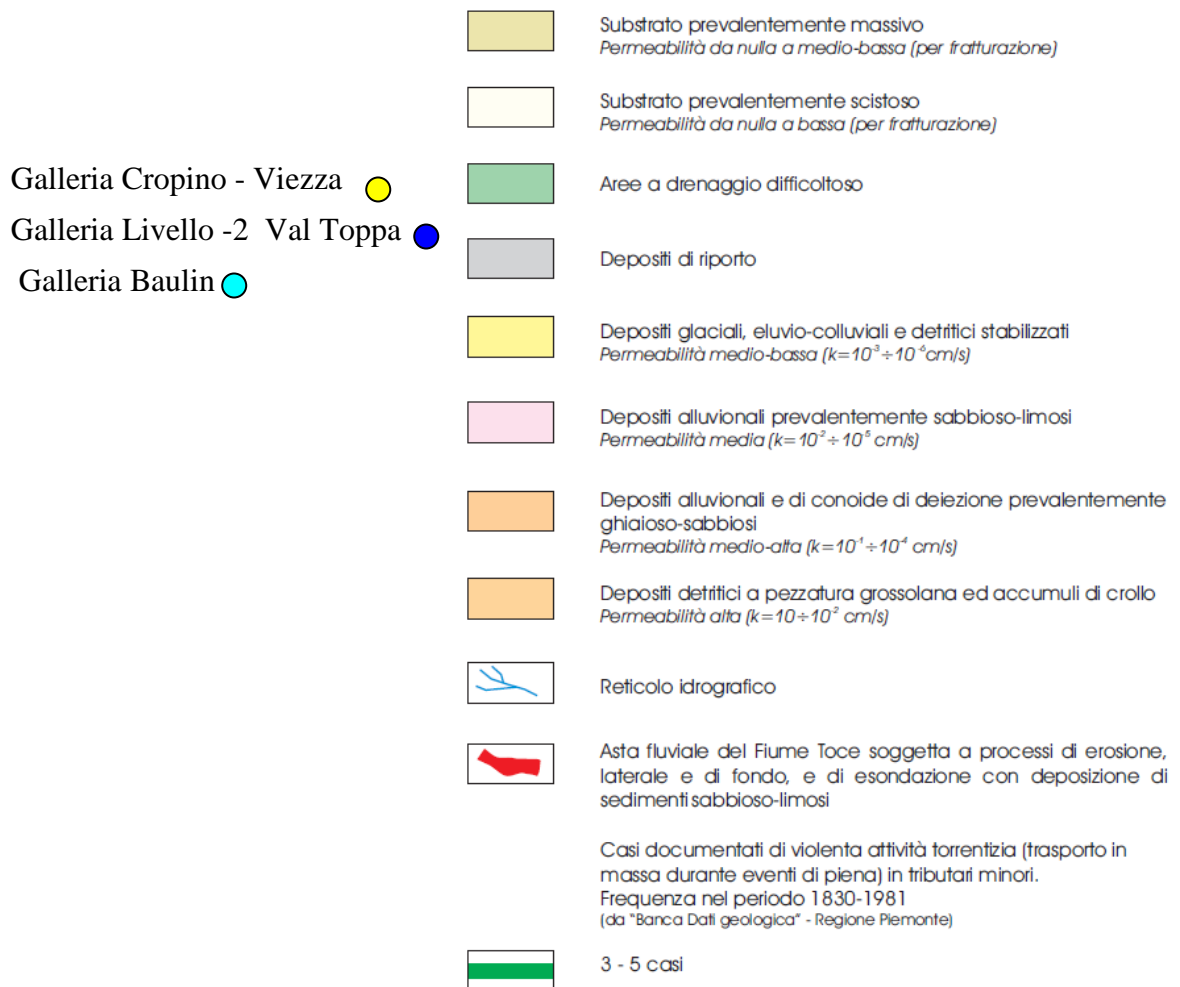 Substrato prevalentemente massivo
Permeabilità da nulla a medio-bassa (per fratturazione)
Substrato prevalentemente scistoso
Permeabilità da nulla a bassa (per fratturazione)
Galleria Cropino - Viezza
Galleria Livello -2 Val Toppa
Galleria Baulin
Aree a drenaggio difficoltoso
Depositi di riporto
Depositi glaciali, eluvio-colluviali e detritici stabilizzati
Permeabilità medio-bassa (k=10⁻³÷10⁻⁶cm/s)
Depositi alluvionali prevalentemente sabbioso-limosi
Permeabilità media (k=10⁻²÷10⁻⁵ cm/s)
Depositi alluvionali e di conoide di deiezione prevalentemente
ghiaioso-sabbiosi
Permeabilità medio-alta (k=10⁻¹÷10⁻⁴ cm/s)
Depositi detritici a pezzatura grossolana ed accumuli di crollo
Permeabilità alta (k=10÷10⁻² cm/s)
Reticolo idrografico
Asta fluviale del Fiume Toce soggetta a processi di erosione,
laterale e di fondo, e di esondazione con deposizione di
sedimenti sabbioso-limosi
Casi documentati di violenta attività torrentizia (trasporto in
massa durante eventi di piena) in tributari minori.
Frequenza nel periodo 1830-1981
(da "Banca Dati geologica" - Regione Piemonte)
3 - 5 casi